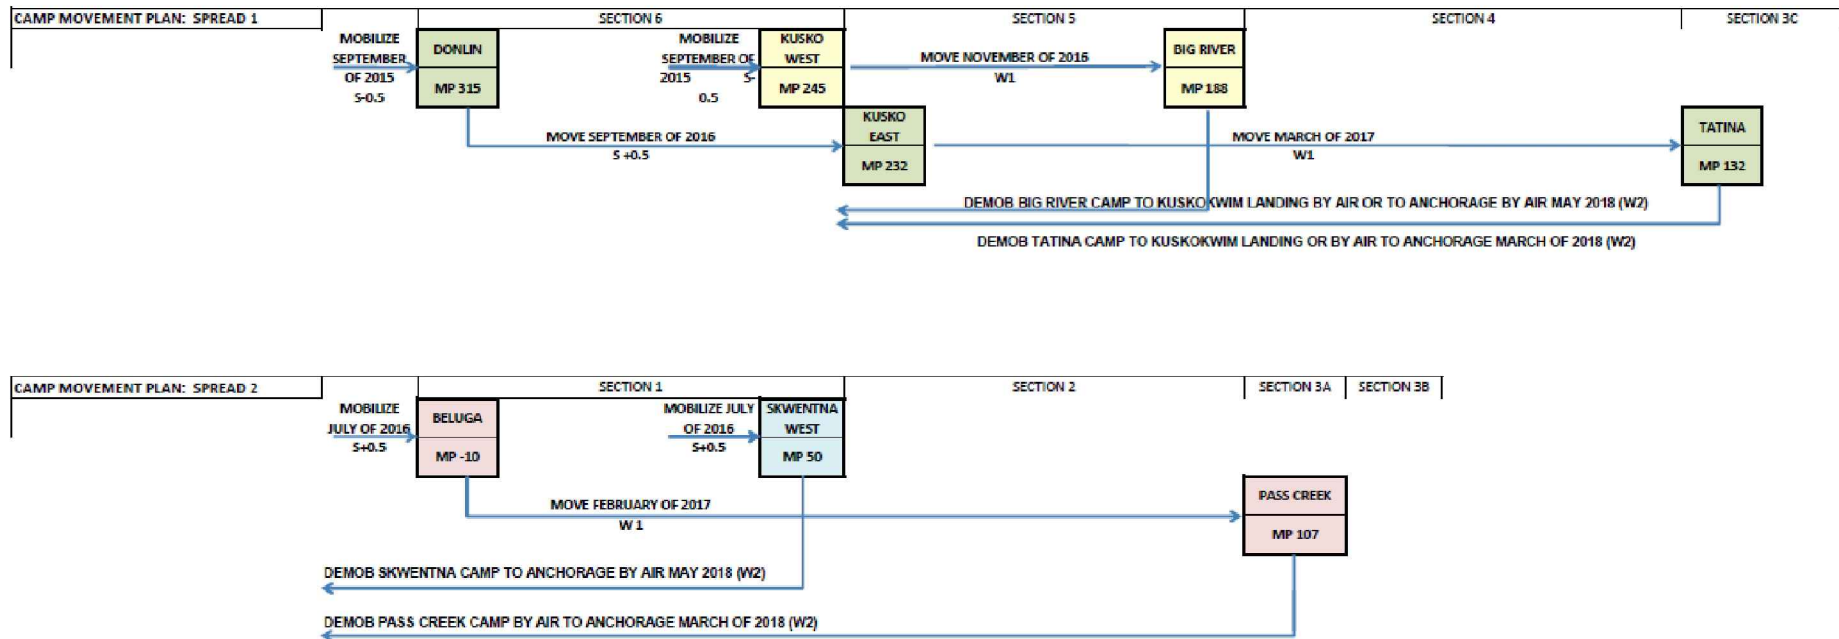 CAMP MOVEMENT PLAN: SPREAD 1
SECTION 6
SECTION 5
SECTION 4
SECTION 3C
MOBILIZE
SEPTEMBER
OF 2015
S-0.5
DONLIN
MP 315
MOBILIZE
SEPTEMBER OF
2015 S-
0.5
KUSKO
WEST
MP 245
MOVE NOVEMBER OF 2016
W1
BIG RIVER
MP 188
MOVE SEPTEMBER OF 2016
S +0.5
KUSKO
EAST
MP 232
MOVE MARCH OF 2017
W1
TATINA
MP 132
DEMOB BIG RIVER CAMP TO KUSKOKWIM LANDING BY AIR OR TO ANCHORAGE BY AIR MAY 2018 (W2)
DEMOB TATINA CAMP TO KUSKOKWIM LANDING OR BY AIR TO ANCHORAGE MARCH OF 2018 (W2)
CAMP MOVEMENT PLAN: SPREAD 2
SECTION 1
SECTION 2
SECTION 3A
SECTION 3B
MOBILIZE
JULY OF 2016
S+0.5
BELUGA
MP -10
MOBILIZE JULY
OF 2016
S+0.5
SKWENTNA
WEST
MP 50
MOVE FEBRUARY OF 2017
W 1
PASS CREEK
MP 107
DEMOB SKWENTNA CAMP TO ANCHORAGE BY AIR MAY 2018 (W2)
DEMOB PASS CREEK CAMP BY AIR TO ANCHORAGE MARCH OF 2018 (W2)